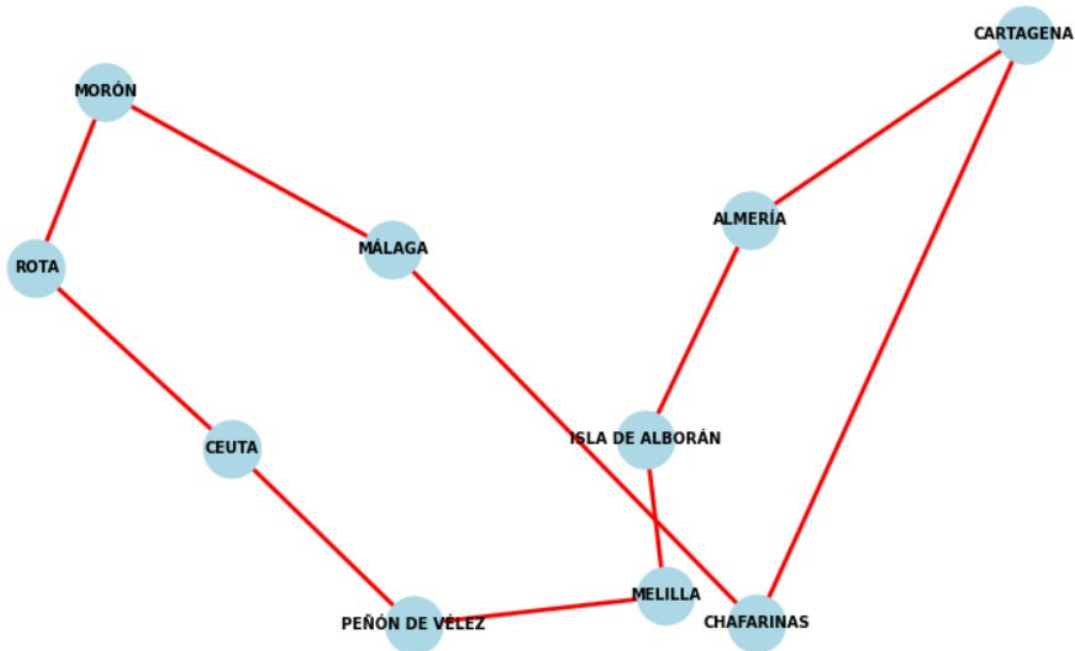 CARTAGENA
MORÓN
ALMERÍA
MÁLAGA
ROTA
ISLA DE ALBORÁN
CEUTA
MELILLA
PEÑÓN DE VÉLEZ
CHAFARINAS